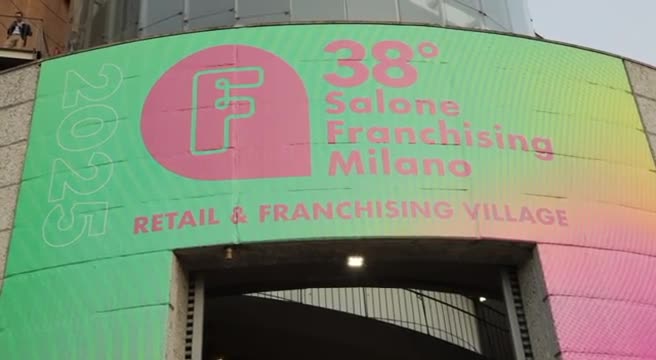 2025
F
38°
Salone
Franchising
Milano
RETAIL & FRANCHISING VILLAGE